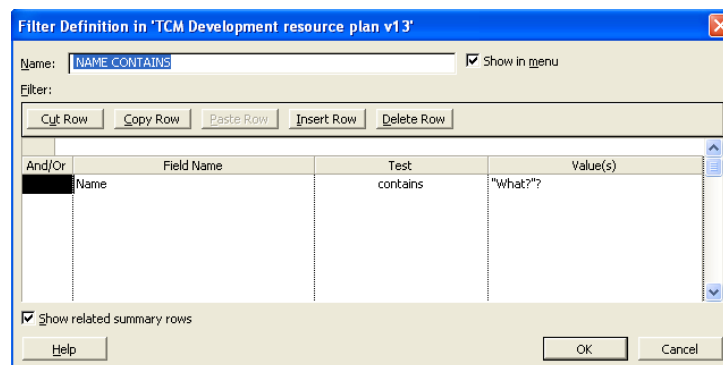 Filter Definition in 'TCM Development resource plan v13'
Name: NAME CONTAINS Show in menu
Filter:
Cut Row Copy Row Paste Row Insert Row Delete Row
And/Or Field Name Test Value(s)
Name contains "What?"?
Show related summary rows
Help OK Cancel